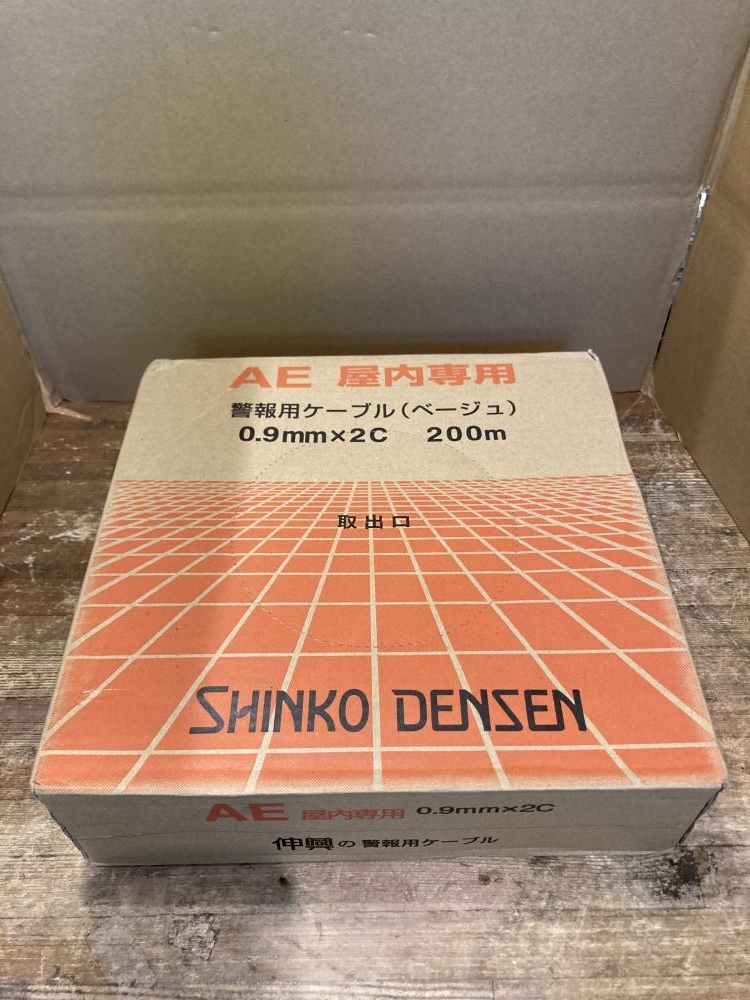 AE 屋内専用
警報用ケーブル(ベージュ)
0.9mm×2C 200m
取出口
SHINKO DENSEN
AE 屋内専用 0.9mm×2C
伸興の警報用ケーブル